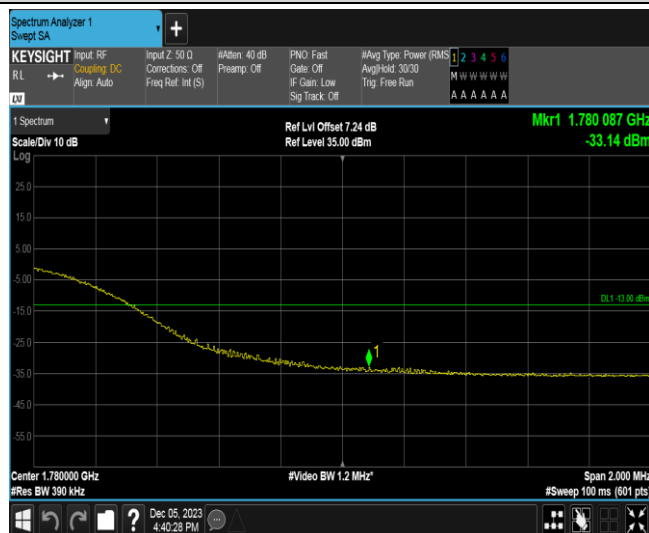 Spectrum Analyzer 1
Swept SA
KEYSIGHT
RL
LXI
Input: RF
Coupling: DC
Align: Auto
Input Z: 50 Ω
Corrections: Off
Freq Ref: Int (S)
#Atten: 40 dB
Preamp: Off
PNO: Fast
Gate: Off
IF Gain: Low
Sig Track: Off
#Avg Type: Power (RMS
Avg|Hold: 30/30
Trig: Free Run
1 2 3 4 5 6
M W W W W W
A A A A A A
1 Spectrum
Scale/Div 10 dB
Log
Ref Lvl Offset 7.24 dB
Ref Level 35.00 dBm
Mkr1 1.780 087 GHz
-33.14 dBm
25.0
15.0
5.00
-5.00
DL1 -13.00 dBm
-15.0
-25.0
1
-35.0
-45.0
-55.0
Center 1.780000 GHz
#Res BW 390 kHz
#Video BW 1.2 MHz*
Span 2.000 MHz
#Sweep 100 ms (601 pts)
?
Dec 05, 2023
4:40:28 PM